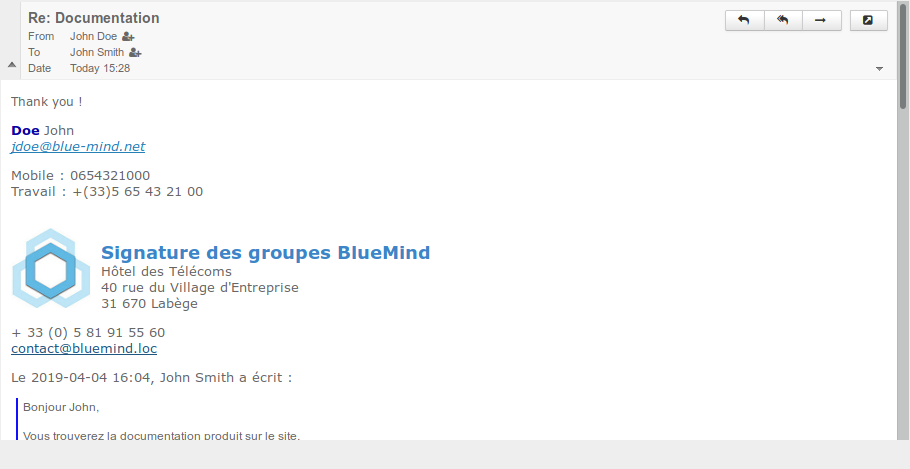 Re: Documentation
From John Doe
To John Smith
Date Today 15:28
Thank you !
Doe John
jdoe@blue-mind.net
Mobile : 0654321000
Travail : +(33)5 65 43 21 00
Signature des groupes BlueMind
Hôtel des Télécoms
40 rue du Village d'Entreprise
31 670 Labège
+ 33 (0) 5 81 91 55 60
contact@bluemind.loc
Le 2019-04-04 16:04, John Smith a écrit :
Bonjour John,
Vous trouverez la documentation produit sur le site.